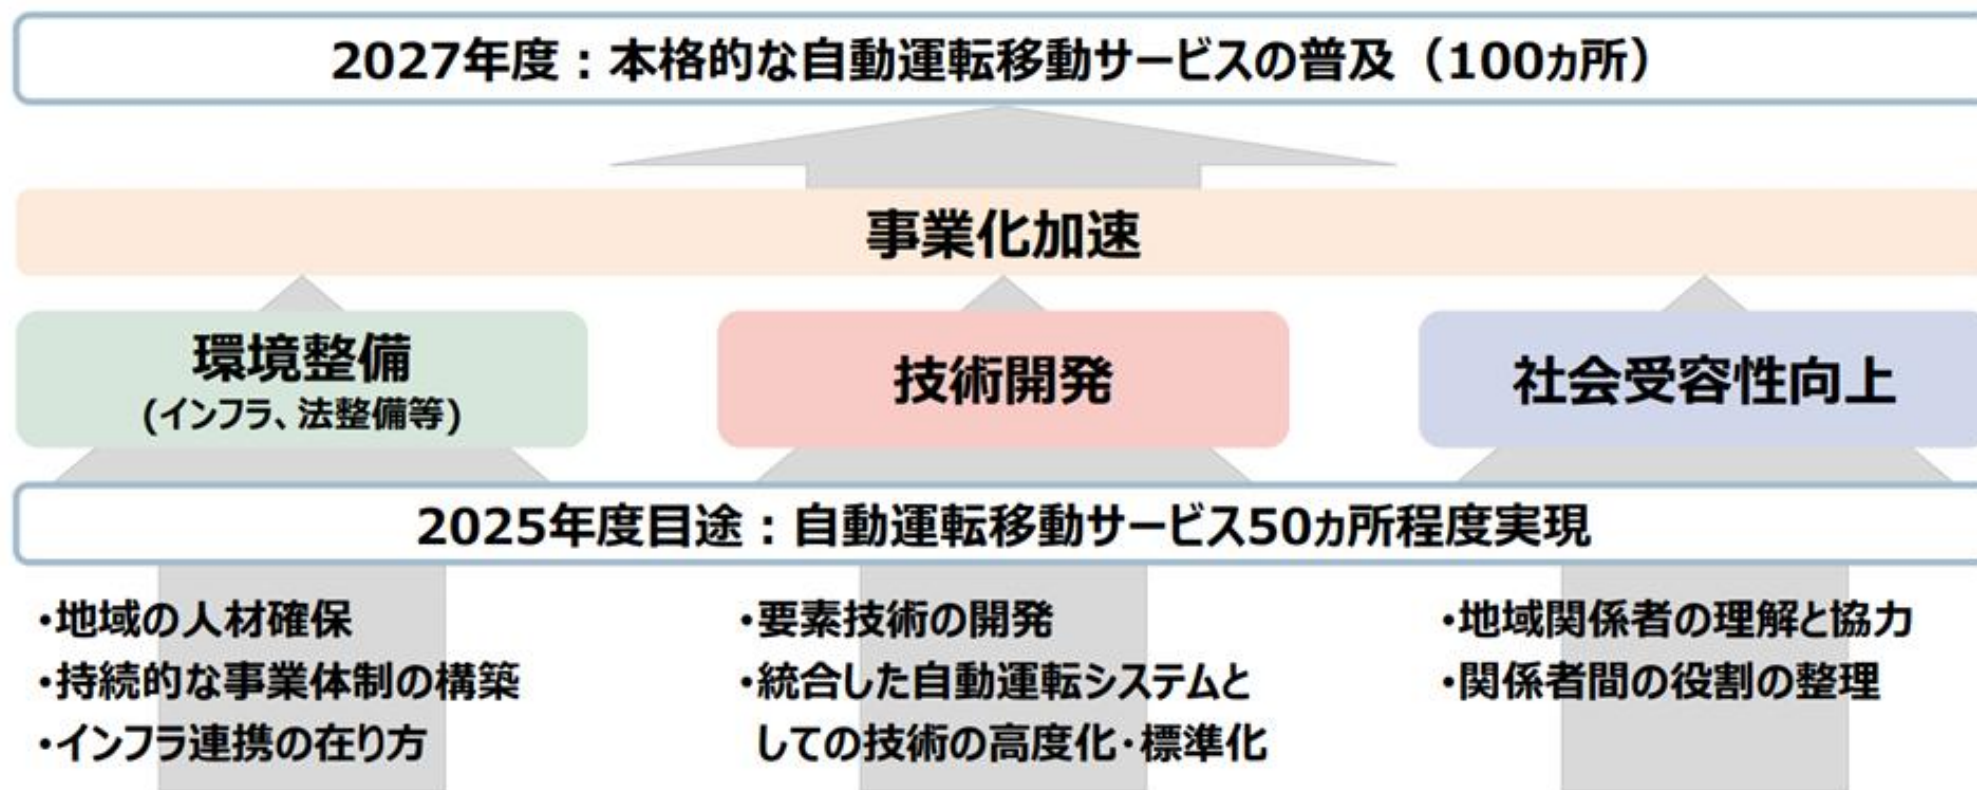 2027年度：本格的な自動運転移動サービスの普及（100ヵ所）
事業化加速
環境整備
(インフラ、法整備等)
技術開発
社会受容性向上
2025年度目途：自動運転移動サービス50ヵ所程度実現
・地域の人材確保
・持続的な事業体制の構築
・インフラ連携の在り方
・要素技術の開発
・統合した自動運転システムと
しての技術の高度化・標準化
・地域関係者の理解と協力
・関係者間の役割の整理